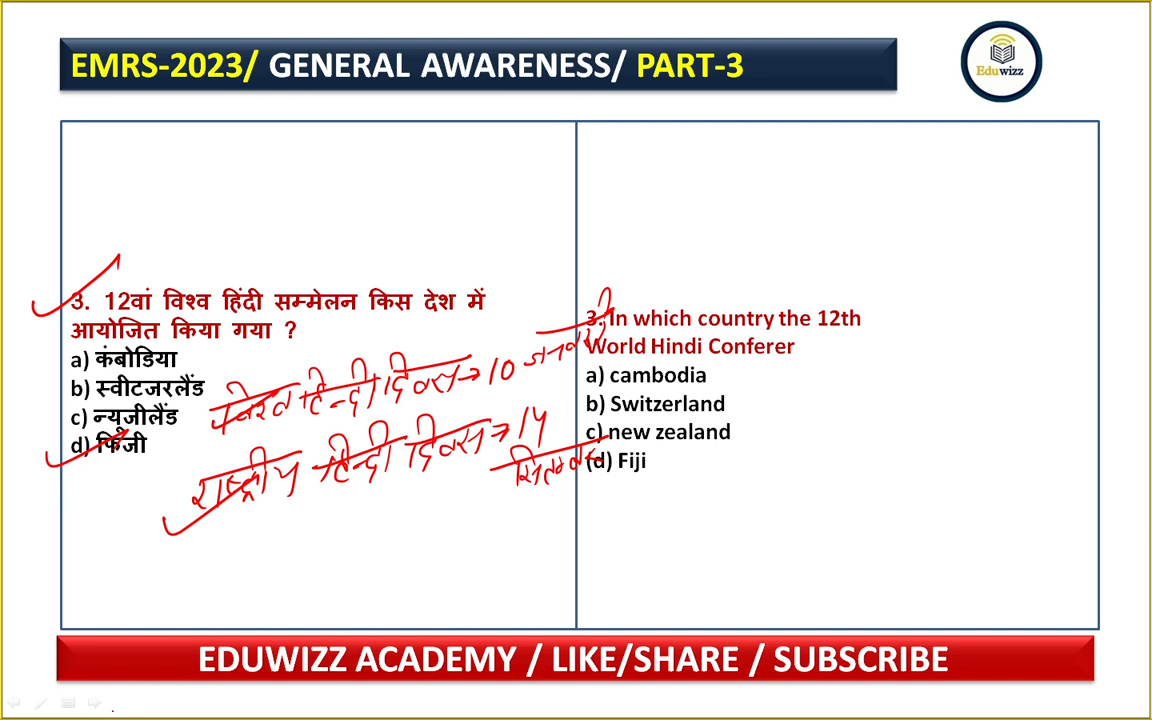 EMRS-2023/ GENERAL AWARENESS/ PART-3
Eduwizz
3. 12वां विश्व हिंदी सम्मेलन किस देश में
आयोजित किया गया ?
a) कंबोडिया
b) स्वीटजरलैंड
c) न्यूजीलैंड
d) फिजी
विश्व हिन्दी दिवस → 10 जनवरी
राष्ट्रीय हिन्दी दिवस → 14
सितम्बर
3. In which country the 12th
World Hindi Conferer
a) cambodia
b) Switzerland
c) new zealand
(d) Fiji
EDUWIZZ ACADEMY / LIKE/SHARE / SUBSCRIBE